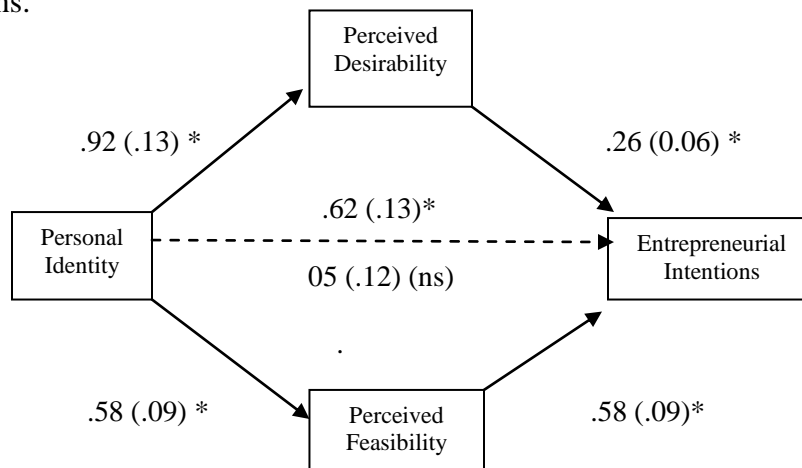 ns.
Perceived
Desirability
.92 (.13) *
.26 (0.06) *
.62 (.13)*
Personal
Identity
Entrepreneurial
Intentions
05 (.12) (ns)
.
.58 (.09) *
Perceived
Feasibility
.58 (.09)*